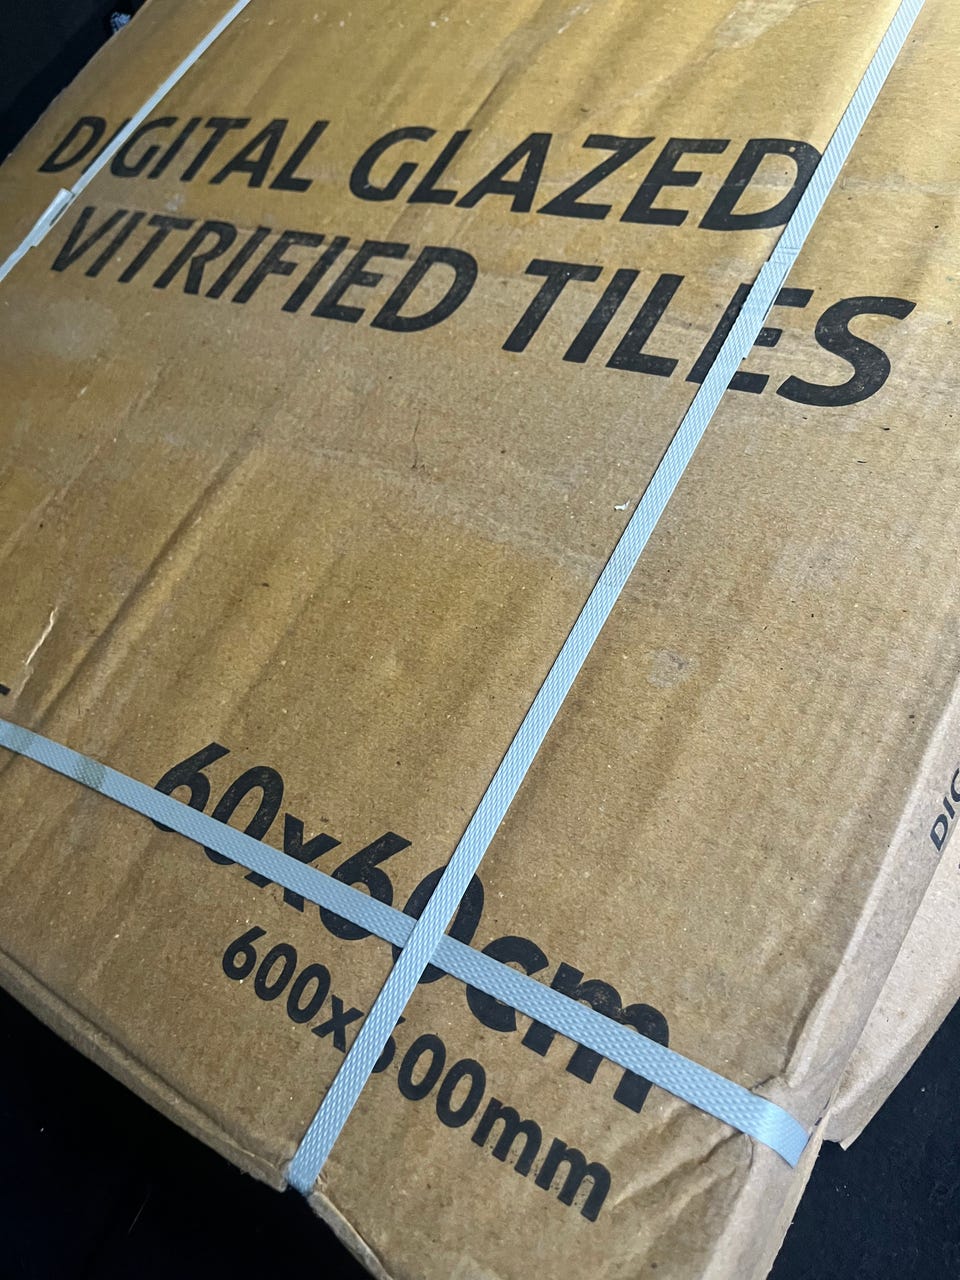 DIGITAL GLAZED
VITRIFIED TILES
60x60cm
600x600mm